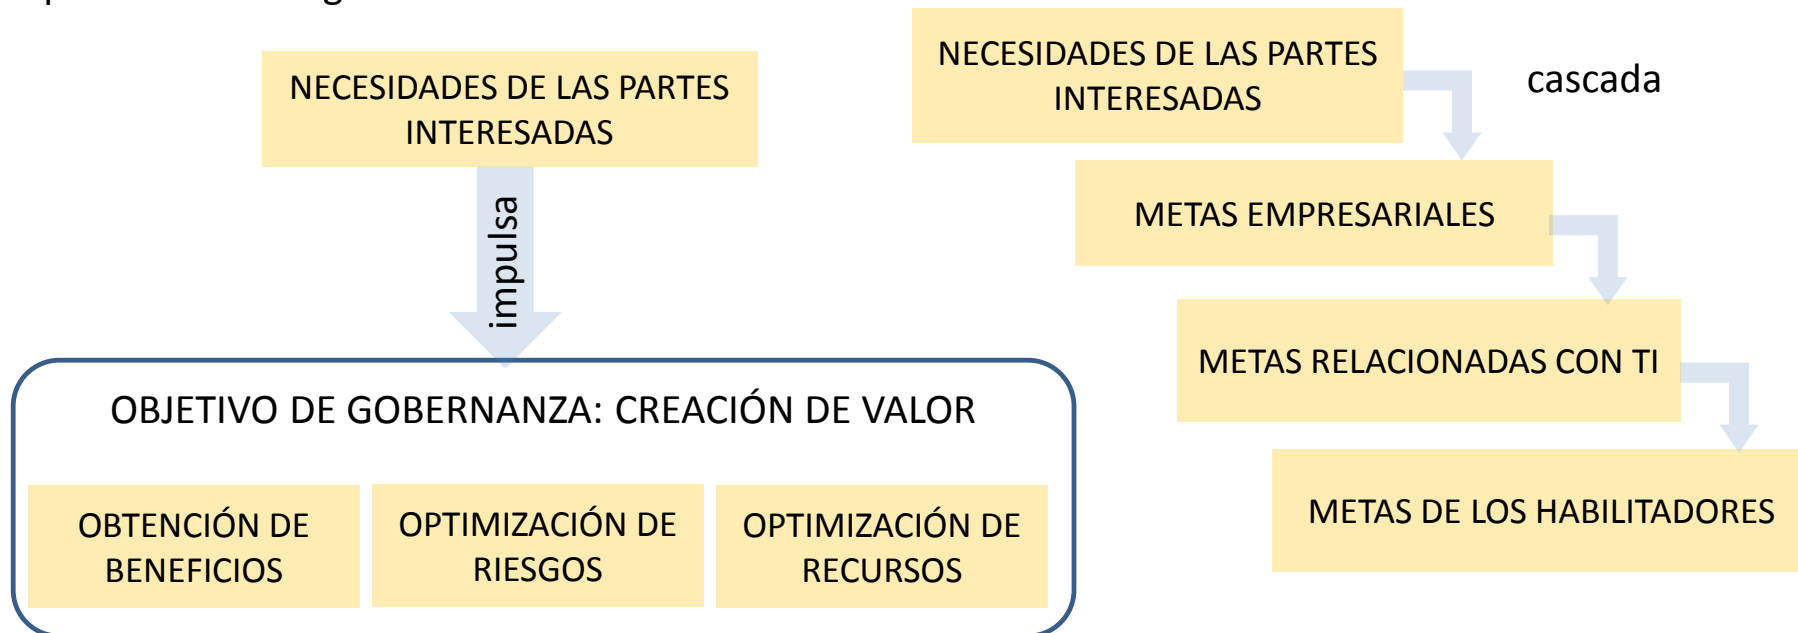 NECESIDADES DE LAS PARTES
INTERESADAS
impulsa
OBJETIVO DE GOBERNANZA: CREACIÓN DE VALOR
OBTENCIÓN DE
BENEFICIOS
OPTIMIZACIÓN DE
RIESGOS
OPTIMIZACIÓN DE
RECURSOS
NECESIDADES DE LAS PARTES
INTERESADAS
cascada
METAS EMPRESARIALES
METAS RELACIONADAS CON TI
METAS DE LOS HABILITADORES